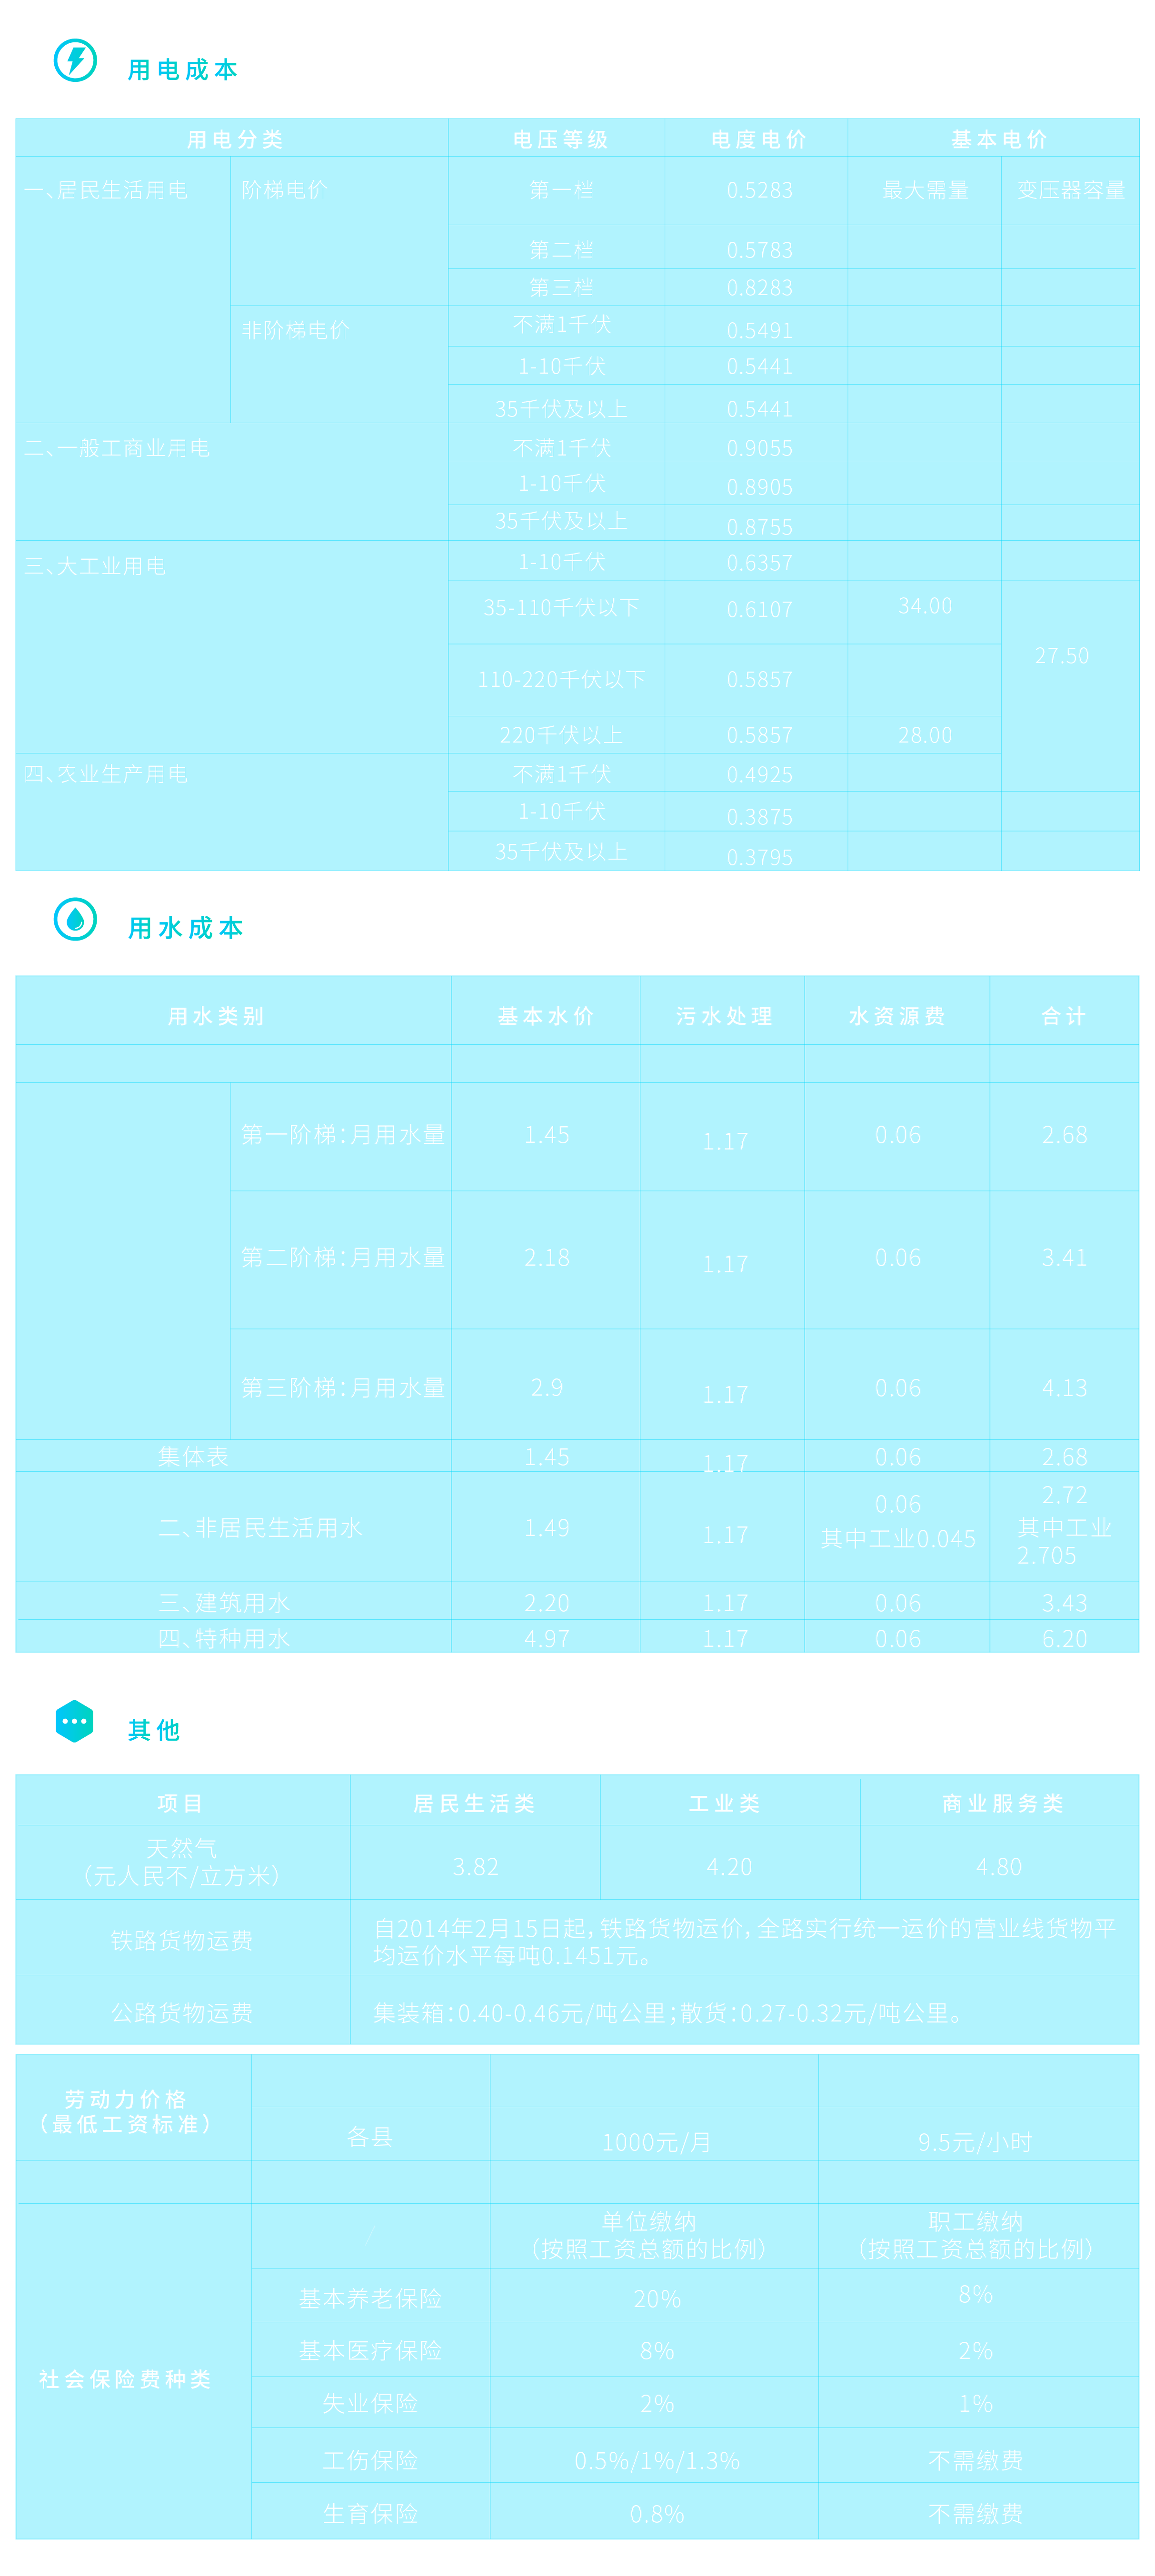 用电成本
用电分类 电压等级 电度电价 基本电价
一、居民生活用电 阶梯电价 第一档 0.5283 最大需量 变压器容量
第二档 0.5783
第三档 0.8283
非阶梯电价 不满1千伏 0.5491
1-10千伏 0.5441
35千伏及以上 0.5441
二、一般工商业用电 不满1千伏 0.9055
1-10千伏 0.8905
35千伏及以上 0.8755
三、大工业用电 1-10千伏 0.6357
35-110千伏以下 0.6107 34.00
27.50
110-220千伏以下 0.5857
220千伏以上 0.5857 28.00
四、农业生产用电 不满1千伏 0.4925
1-10千伏 0.3875
35千伏及以上 0.3795
用水成本
用水类别 基本水价 污水处理 水资源费 合计
第一阶梯：月用水量 1.45 1.17 0.06 2.68
第二阶梯：月用水量 2.18 1.17 0.06 3.41
第三阶梯：月用水量 2.9 1.17 0.06 4.13
集体表 1.45 1.17 0.06 2.68
二、非居民生活用水 1.49 1.17 0.06 2.72
其中工业0.045 其中工业
2.705
三、建筑用水 2.20 1.17 0.06 3.43
四、特种用水 4.97 1.17 0.06 6.20
其他
项目 居民生活类 工业类 商业服务类
天然气
（元人民不/立方米） 3.82 4.20 4.80
铁路货物运费 自2014年2月15日起，铁路货物运价，全路实行统一运价的营业线货物平
均运价水平每吨0.1451元。
公路货物运费 集装箱：0.40-0.46元/吨公里；散货：0.27-0.32元/吨公里。
劳动力价格
（最低工资标准）
各县 1000元/月 9.5元/小时
/ 单位缴纳 职工缴纳
（按照工资总额的比例） （按照工资总额的比例）
基本养老保险 20% 8%
基本医疗保险 8% 2%
社会保险费种类
失业保险 2% 1%
工伤保险 0.5%/1%/1.3% 不需缴费
生育保险 0.8% 不需缴费